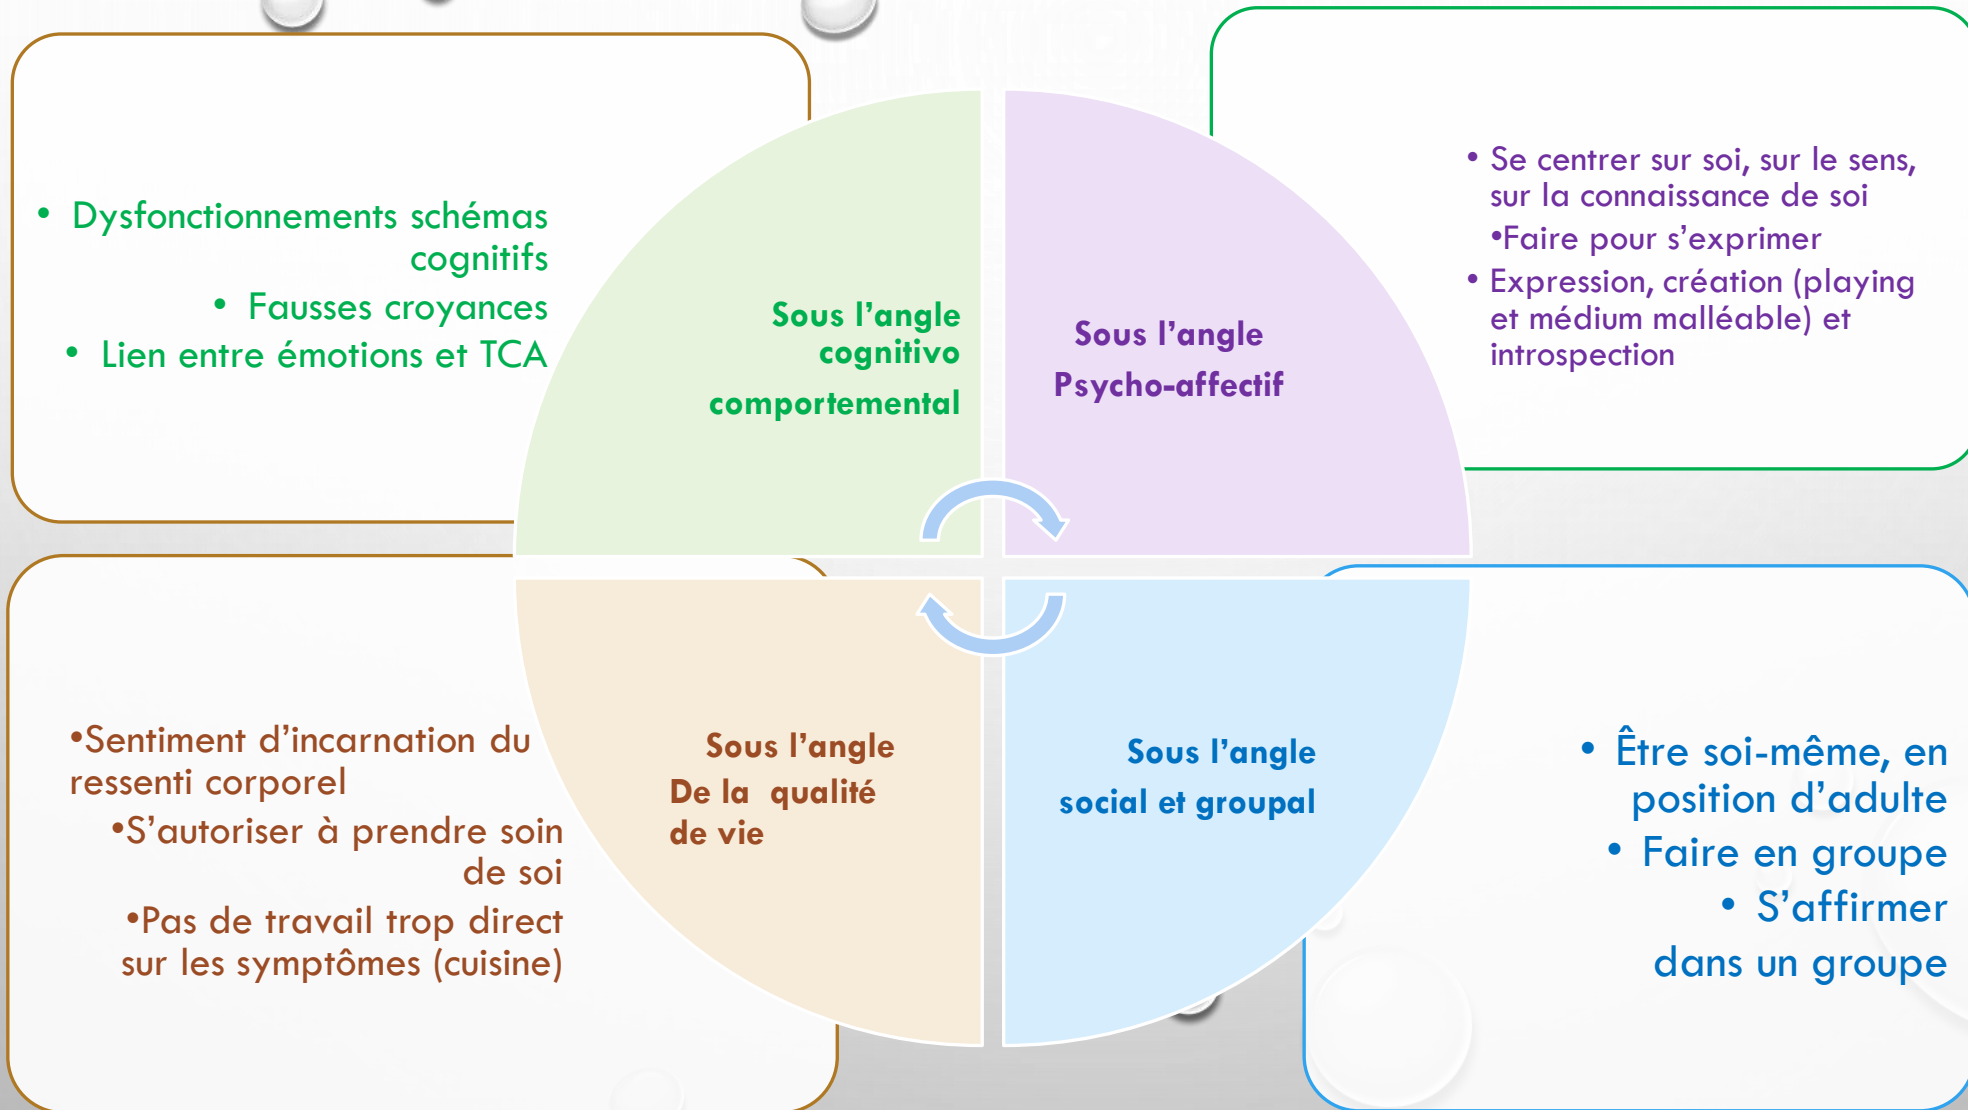 • Dysfonctionnements schémas
cognitifs
• Fausses croyances
• Lien entre émotions et TCA
Sous l’angle
cognitivo
comportemental
Sous l’angle
Psycho-affectif
• Se centrer sur soi, sur le sens,
sur la connaissance de soi
•Faire pour s’exprimer
• Expression, création (playing
et médium malléable) et
introspection
•Sentiment d’incarnation du
ressenti corporel
•S’autoriser à prendre soin
de soi
•Pas de travail trop direct
sur les symptômes (cuisine)
Sous l’angle
De la qualité
de vie
Sous l’angle
social et groupal
• Être soi-même, en
position d’adulte
• Faire en groupe
• S’affirmer
dans un groupe